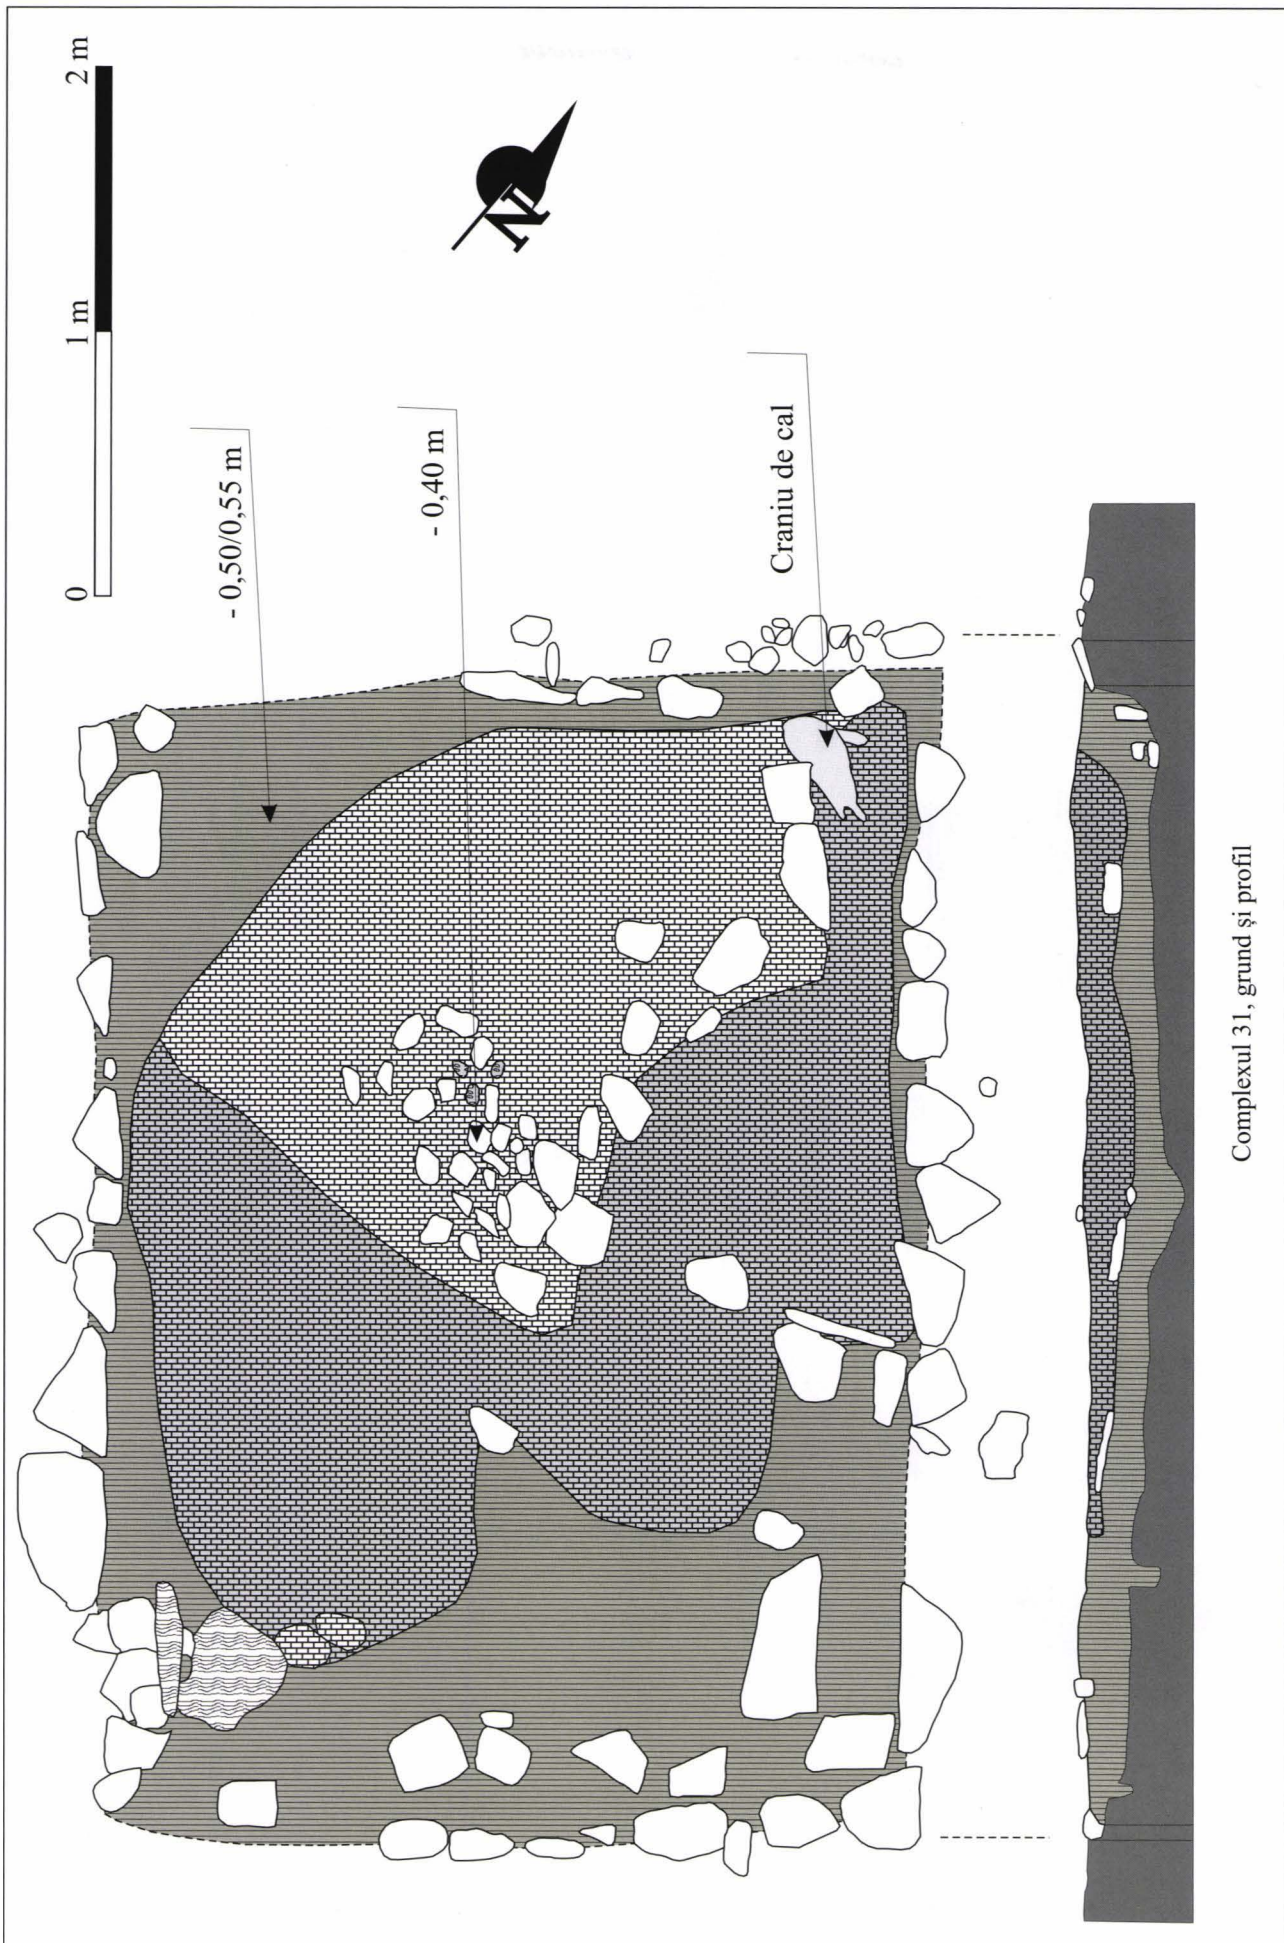 0
1 m
2 m
N
- 0,50/0,55 m
- 0,40 m
Craniu de cal
Complexul 31, grund și profil